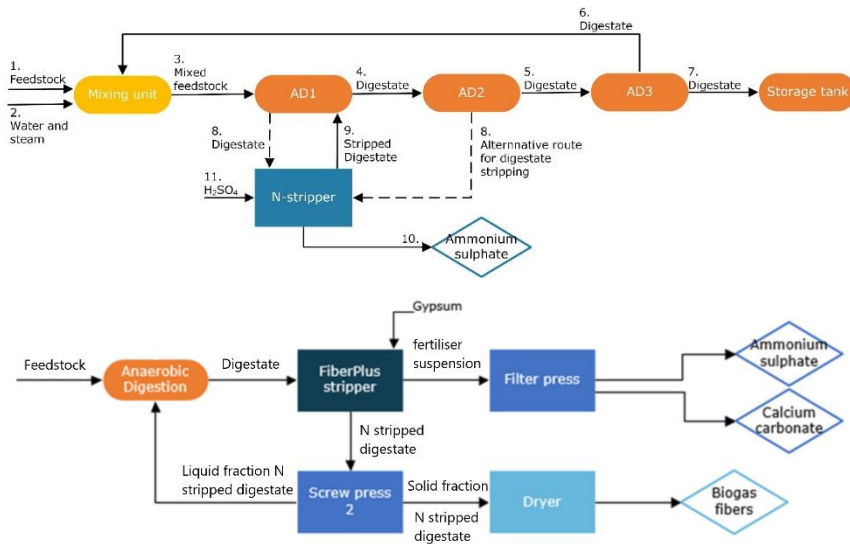 6.
Digestate
1.
Feedstock
3.
Mixed
feedstock
4.
Digestate
5.
Digestate
7.
Digestate
Mixing unit
AD1
AD2
AD3
Storage tank
2.
Water and
steam
8.
Digestate
9.
Stripped
Digestate
8.
Alternnative route
for digestate
stripping
11.
H₂SO₄
N-stripper
10.
Ammonium
sulphate
Gypsum
Feedstock
Anaerobic
Digestion
Digestate
FiberPlus
stripper
fertiliser
suspension
Filter press
Ammonium
sulphate
Calcium
carbonate
N stripped
digestate
Liquid fraction N
stripped digestate
Screw press
2
Solid fraction
N stripped
digestate
Dryer
Biogas
fibers